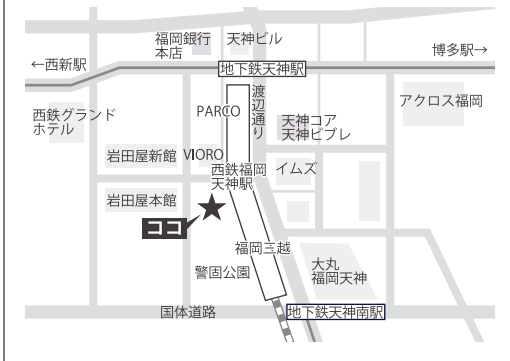 福岡銀行
本店
天神ビル
←西新駅
博多駅→
地下鉄天神駅
渡辺通り
PARCO
アクロス福岡
西鉄グランド
ホテル
天神コア
天神ビブレ
岩田屋新館
VIORO
西鉄福岡
天神駅
イムズ
岩田屋本館
ココ
福岡三越
警固公園
大丸
福岡天神
国体道路
地下鉄天神南駅